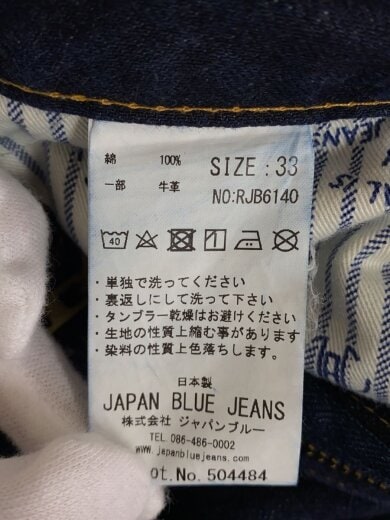 綿 100% SIZE:33
一部 牛革 NO:RJB6140
40
・単独で洗ってください
・裏返しにして洗って下さい
・タンブラー乾燥はお避けください
・生地の性質上縮む事があります
・染料の性質上色落ちします。
日本製
JAPAN BLUE JEANS
株式会社 ジャパンブルー
TEL 086-486-0002
www.japanbluejeans.com
ot.No.504484